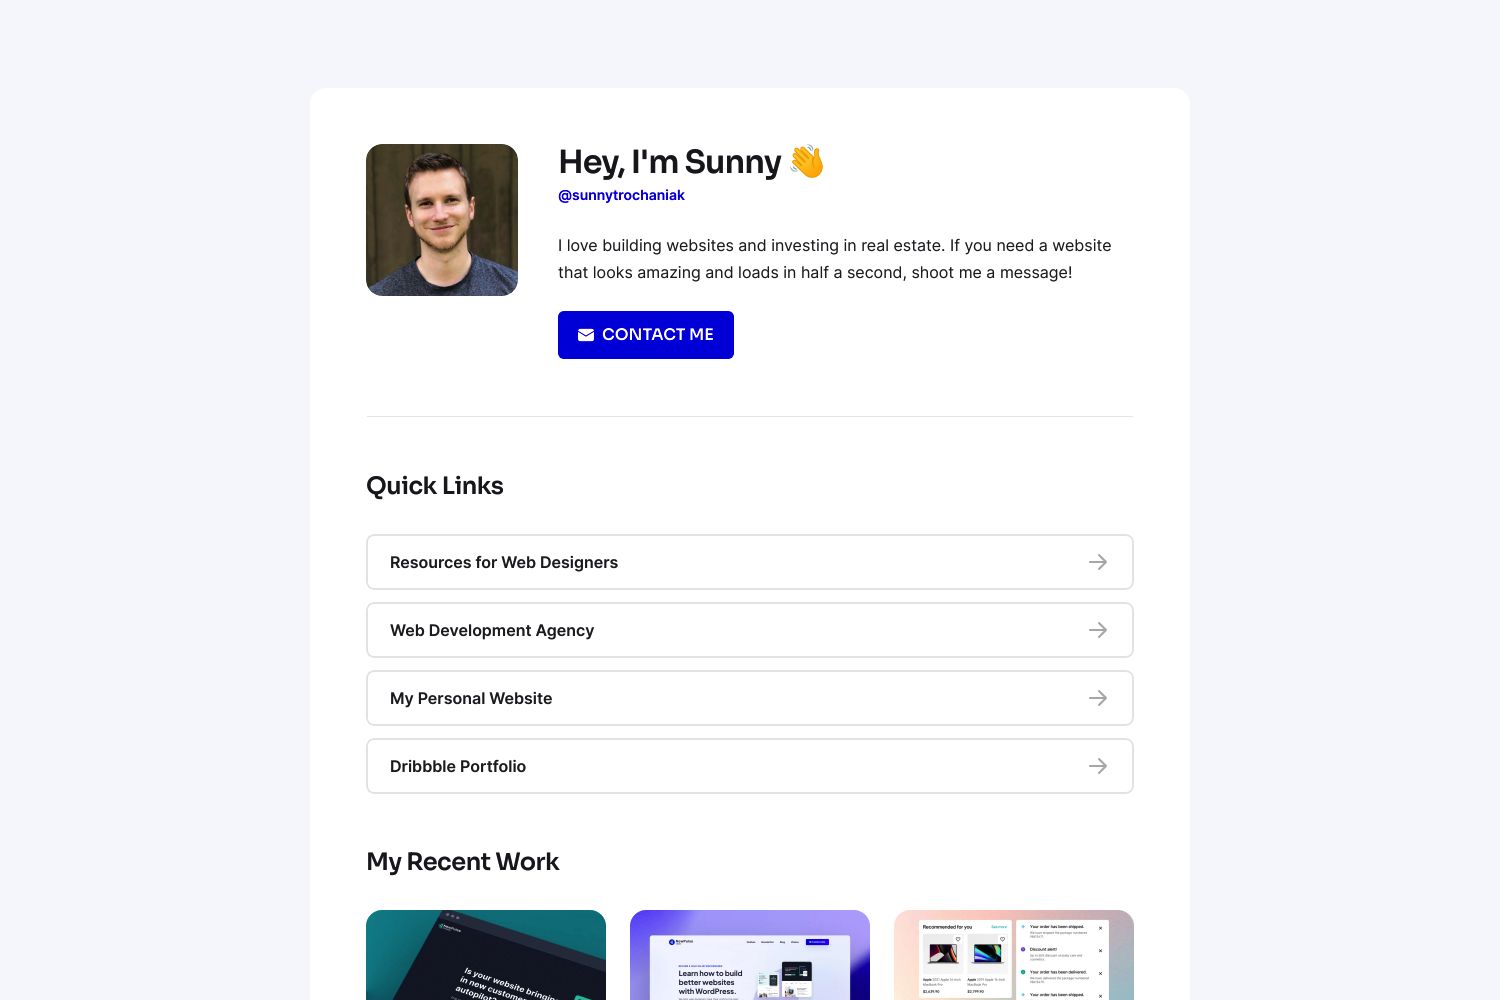 Hey, I'm Sunny 👋
@sunnytrochaniak
I love building websites and investing in real estate. If you need a website
that looks amazing and loads in half a second, shoot me a message!
CONTACT ME
Quick Links
Resources for Web Designers
Web Development Agency
My Personal Website
Dribbble Portfolio
My Recent Work
Is your website bringing
in new customers
autopilot?
Learn how to build
better websites
with WordPress.
Recommended for you
See more
Your order has been shipped.
Discount alert!
Your order has been delivered.
Your order has been shipped.